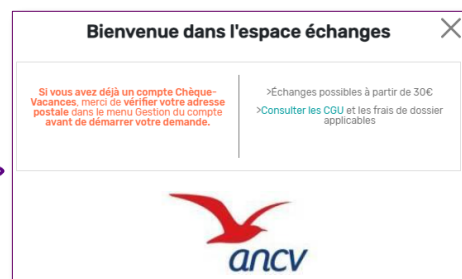 Bienvenue dans l'espace échanges
Si vous avez déjà un compte Chèque-
Vacances, merci de vérifier votre adresse
postale dans le menu Gestion du compte
avant de démarrer votre demande.
>Échanges possibles à partir de 30€
>Consulter les CGU et les frais de dossier
applicables
ancv